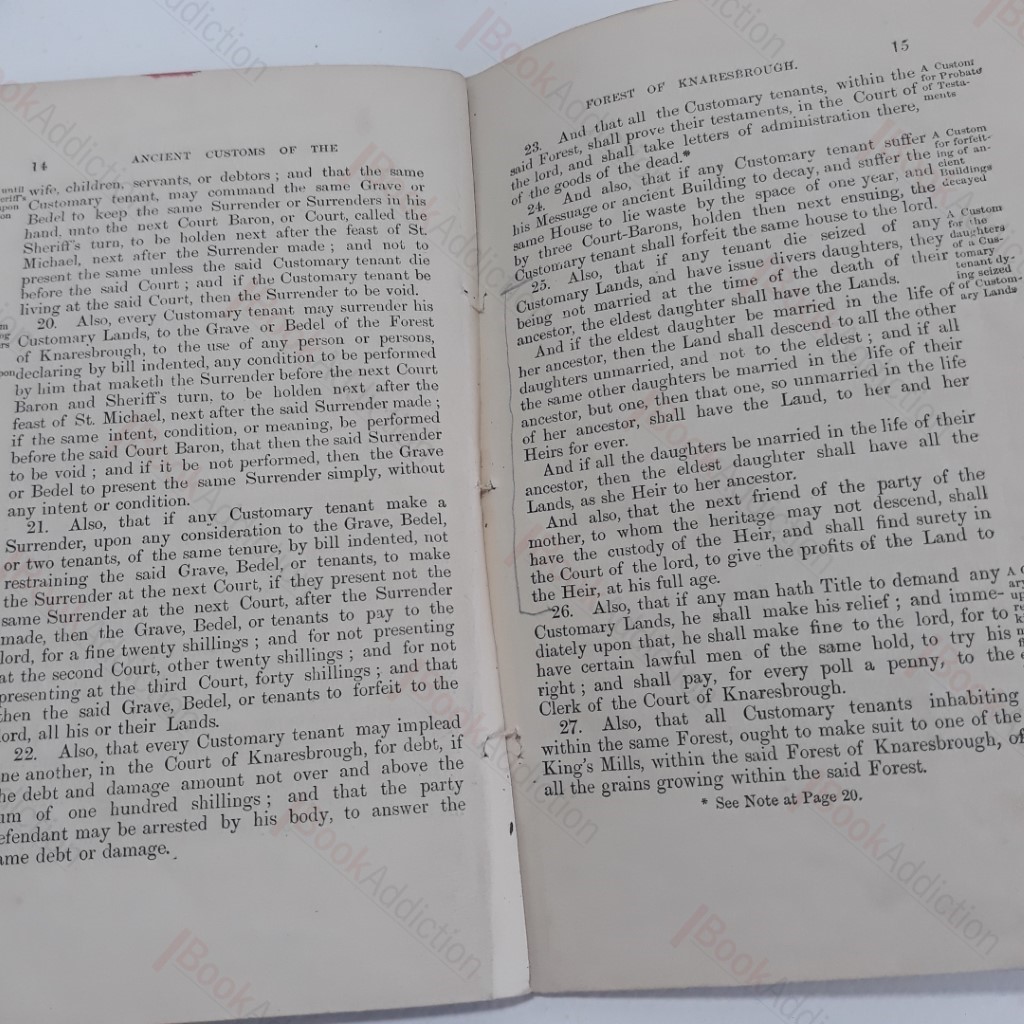 14
ANCIENT CUSTOMS OF THE
wife, children, servants, or debtors ; and that the same
Customary tenant, may command the same Grave or
Bedel to keep the same Surrender or Surrenders in his
hand, unto the next Court Baron, or Court, called the
Sheriff's turn, to be holden next after the feast of St.
Michael, next after the Surrender made ; and not to
present the same unless the said Customary tenant die
before the said Court ; and if the Customary tenant be
living at the said Court, then the Surrender to be void.
20. Also, every Customary tenant may surrender his
Customary Lands, to the Grave or Bedel of the Forest
of Knaresbrough, to the use of any person or persons,
declaring by bill indented, any condition to be performed
by him that maketh the Surrender before the next Court
Baron and Sheriff's turn, to be holden next after the
feast of St. Michael, next after the said Surrender made ;
if the same intent, condition, or meaning, be performed
before the said Court Baron, that then the said Surrender
to be void ; and if it be not performed, then the Grave
or Bedel to present the same Surrender simply, without
any intent or condition.
21. Also, that if any Customary tenant make a
Surrender, upon any consideration to the Grave, Bedel,
or two tenants, of the same tenure, by bill indented, not
restraining the said Grave, Bedel, or tenants, to make
the Surrender at the next Court, if they present not the
same Surrender at the next Court, after the Surrender
made, then the Grave, Bedel, or tenants to pay to the
lord, for a fine twenty shillings ; and for not presenting
at the second Court, other twenty shillings ; and for not
presenting at the third Court, forty shillings ; and that
then the said Grave, Bedel, or tenants to forfeit to the
ord, all his or their Lands.
22. Also, that every Customary tenant may implead
ne another, in the Court of Knaresbrough, for debt, if
he debt and damage amount not over and above the
um of one hundred shillings ; and that the party
efendant may be arrested by his body, to answer the
ame debt or damage.
15
FOREST OF KNARESBROUGH.
23. And that all the Customary tenants, within the
said Forest, shall prove their testaments, in the Court of
the lord, and shall take letters of administration there,
of the goods of the dead.*
A Custom
for Probate
of Testa-
ments
24. And also, that if any Customary tenant suffer
his Message or ancient Building to decay, and suffer the
same House to lie waste by the space of one year, and
by three Court-Barons, holden then next ensuing, the
Customary tenant shall forfeit the same house to the lord.
A Custom
for forfeit-
ing of an-
cient
Buildings
decayed
25. Also, that if any tenant die seized of any
Customary Lands, and have issue divers daughters, they
being not married at the time of the death of their
ancestor, the eldest daughter shall have the Lands.
A Custom
for the
daughters
of a Cus-
tomary
tenant dy-
ing seized
of Custom-
ary Lands
And if the eldest daughter be married in the life of
her ancestor, then the Land shall descend to all the other
daughters unmarried, and not to the eldest ; and if all
the same other daughters be married in the life of their
ancestor, but one, then that one, so unmarried in the life
of her ancestor, shall have the Land, to her and her
Heirs for ever.
And if all the daughters be married in the life of their
ancestor, then the eldest daughter shall have all the
Lands, as she Heir to her ancestor.
And also, that the next friend of the party of the
mother, to whom the heritage may not descend, shall
have the custody of the Heir, and shall find surety in
the Court of the lord, to give the profits of the Land to
the Heir, at his full age.
26. Also, that if any man hath Title to demand any
Customary Lands, he shall make his relief ; and imme-
diately upon that, he shall make fine to the lord, for to
have certain lawful men of the same hold, to try his
right ; and shall pay, for every poll a penny, to the
Clerk of the Court of Knaresbrough.
27. Also, that all Customary tenants inhabiting
within the same Forest, ought to make suit to one of the
King's Mills, within the said Forest of Knaresbrough, of
all the grains growing within the said Forest.
* See Note at Page 20.
BookAddiction